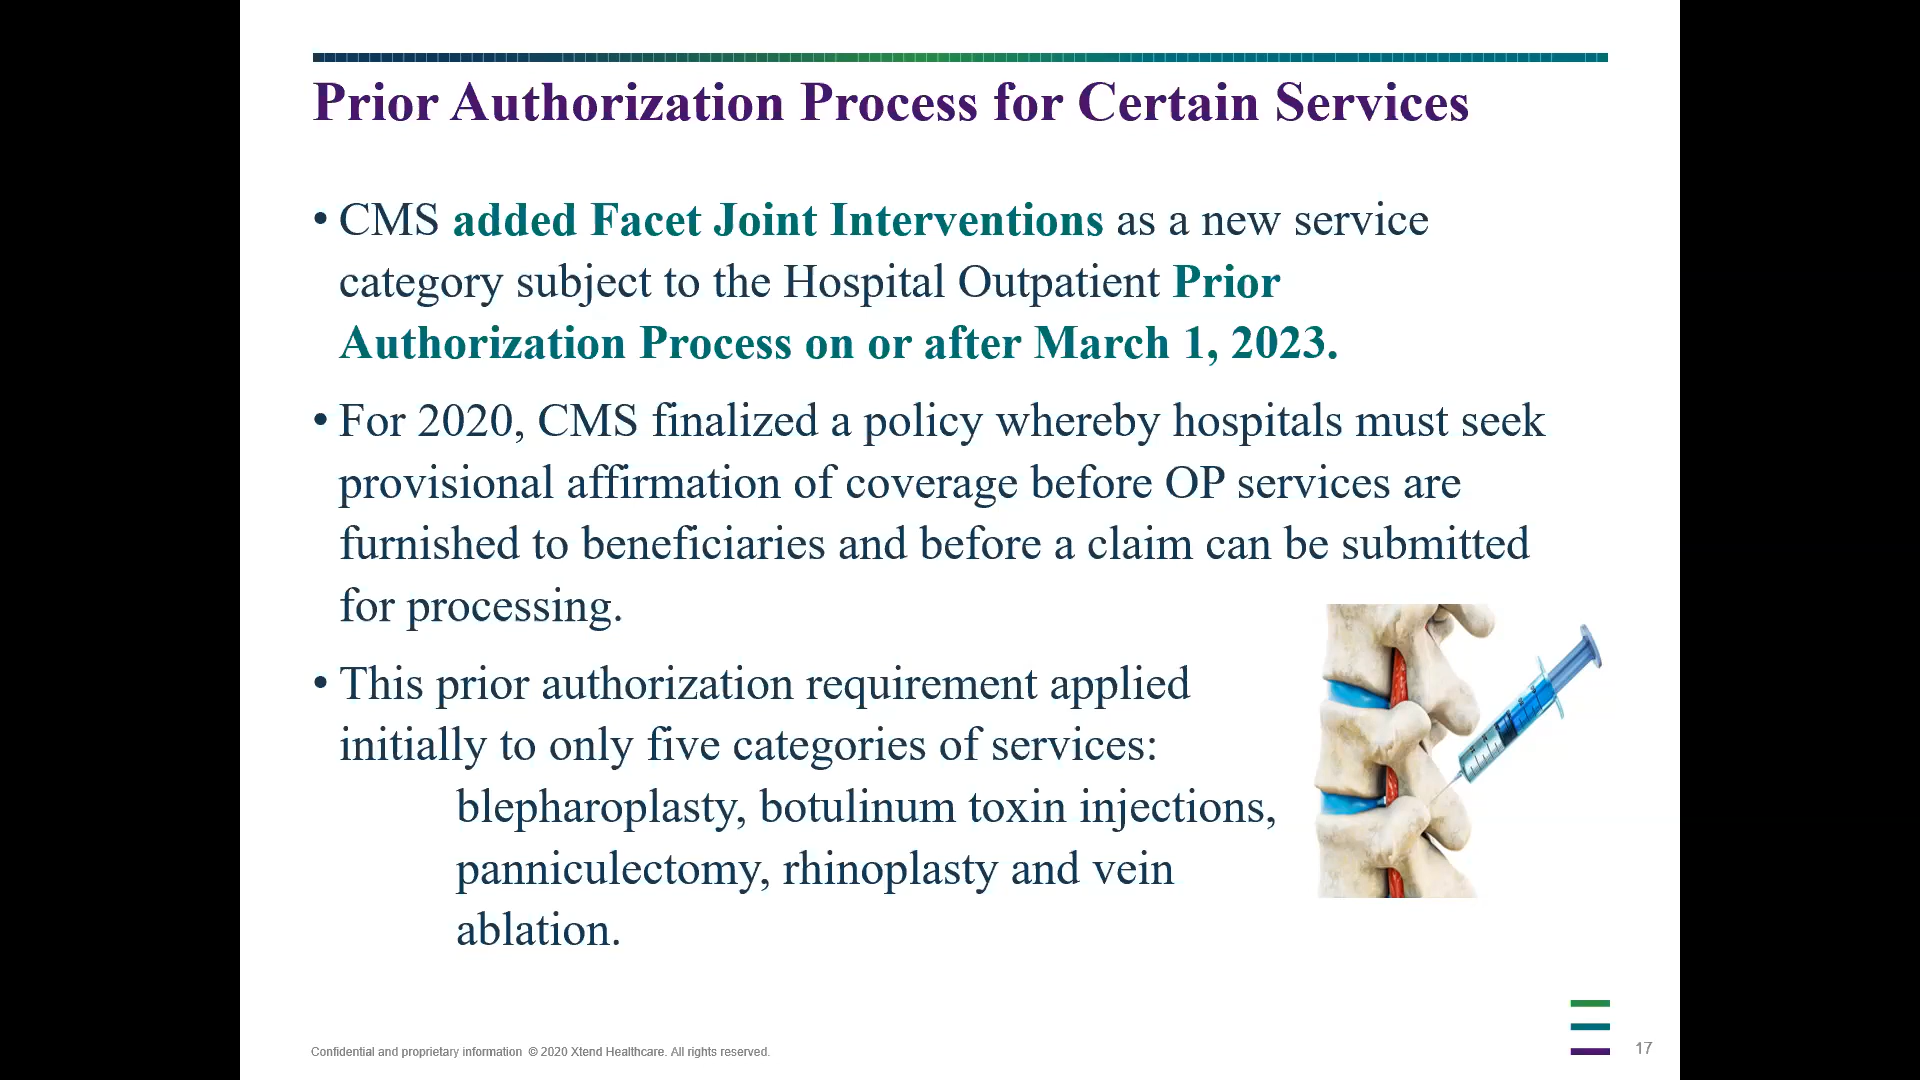 Prior Authorization Process for Certain Services
• CMS added Facet Joint Interventions as a new service
category subject to the Hospital Outpatient Prior
Authorization Process on or after March 1, 2023.
• For 2020, CMS finalized a policy whereby hospitals must seek
provisional affirmation of coverage before OP services are
furnished to beneficiaries and before a claim can be submitted
for processing.
• This prior authorization requirement applied
initially to only five categories of services:
blepharoplasty, botulinum toxin injections,
panniculectomy, rhinoplasty and vein
ablation.
Confidential and proprietary information © 2020 Xtend Healthcare. All rights reserved.
17